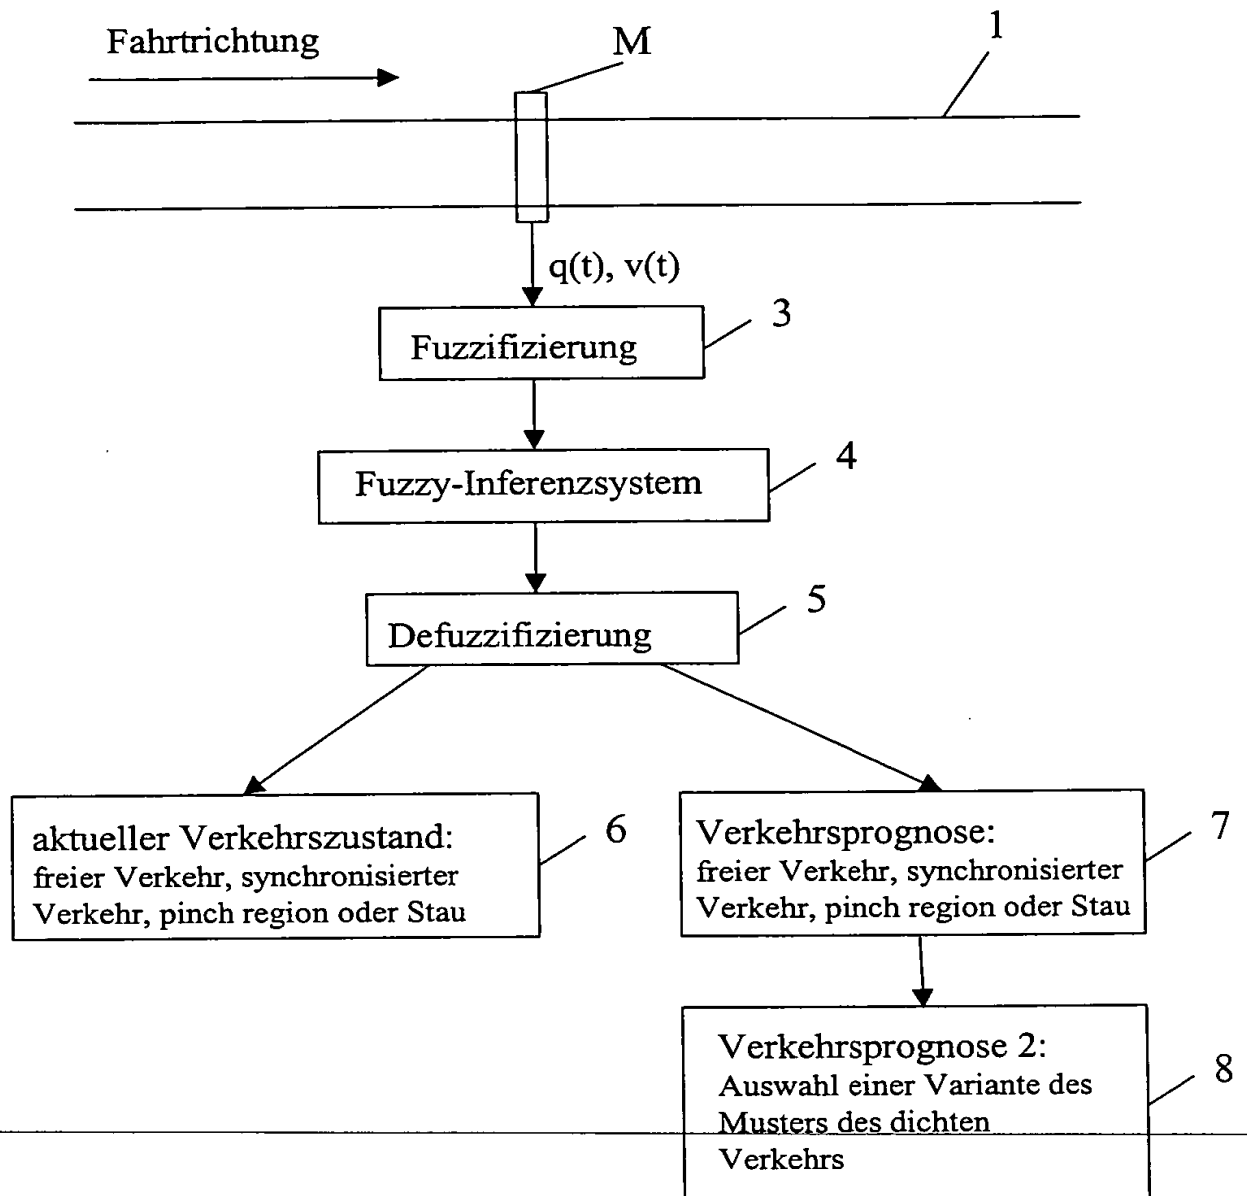 Fahrtrichtung
M
1
q(t), v(t)
Fuzzifizierung
3
Fuzzy-Inferenzsystem
4
Defuzzifizierung
5
aktueller Verkehrszustand:
freier Verkehr, synchronisierter
Verkehr, pinch region oder Stau
6
Verkehrsprognose:
freier Verkehr, synchronisierter
Verkehr, pinch region oder Stau
7
Verkehrsprognose 2:
Auswahl einer Variante des
Musters des dichten
Verkehrs
8